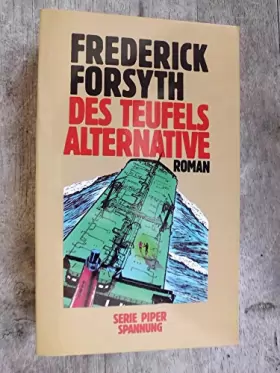 FREDERICK
FORSYTH
DES TEUFELS
ALTERNATIVE
ROMAN
SERIE PIPER
SPANNUNG